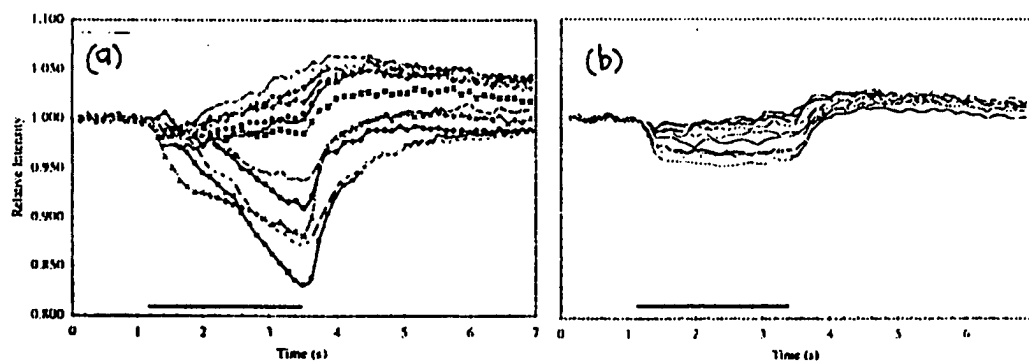 (a)
(b)
Relative Intensity
1.100
1.050
1.000
0.950
0.900
0.850
0.800
0 1 2 3 4 5 6 7
Time (s)
0 1 2 3 4 5 6
Time (s)